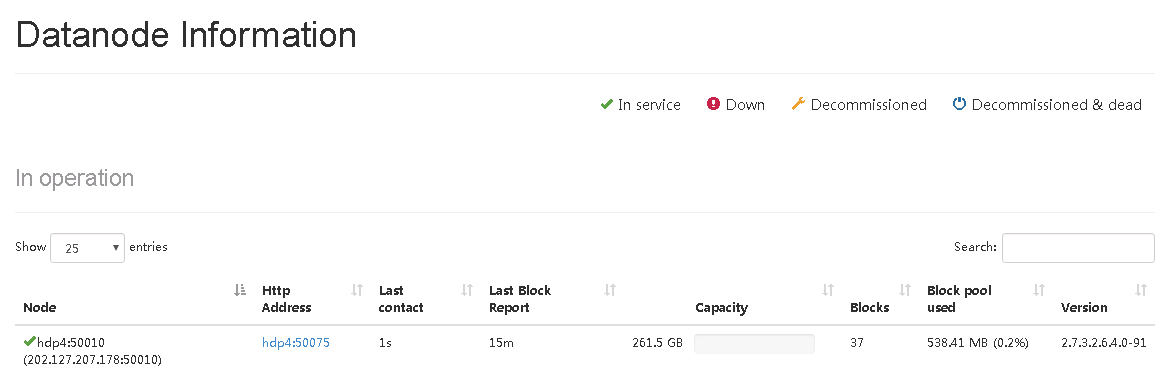 Datanode Information
In service Down Decommissioned Decommissioned & dead
In operation
Show 25 entries Search:
Node Http Address Last contact Last Block Report Capacity Blocks Block pool used Version
hdp4:50010 hdp4:50075 1s 15m 261.5 GB 37 538.41 MB (0.2%) 2.7.3.2.6.4.0-91
(202.127.207.178:50010)